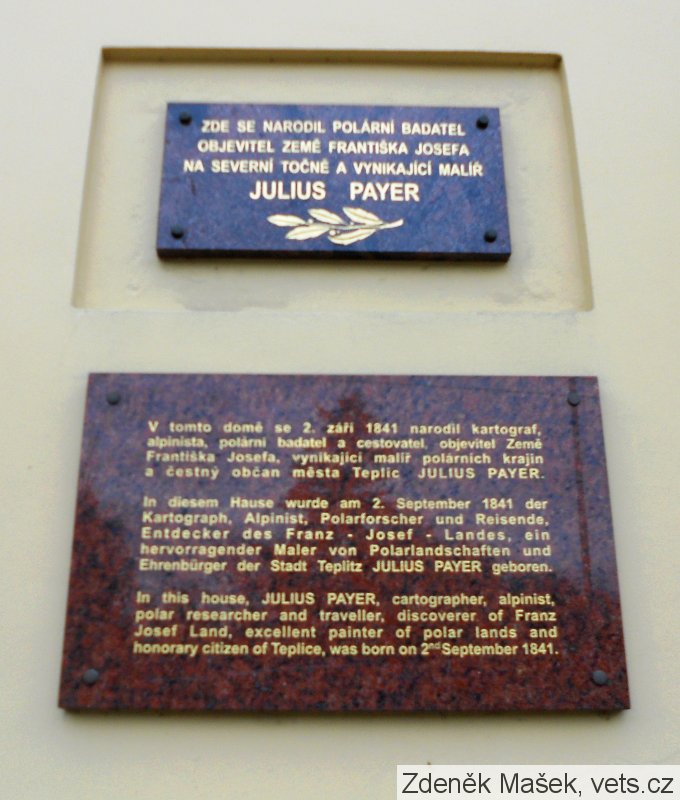 ZDE SE NARODIL POLÁRNÍ BADATEL
OBJEVITEL ZEMĚ FRANTIŠKA JOSEFA
NA SEVERNÍ TOČNĚ A VYNIKAJÍCÍ MALÍŘ
JULIUS PAYER
V tomto domě se 2. září 1841 narodil kartograf,
alpinista, polární badatel a cestovatel, objevitel Země
Františka Josefa, vynikající malíř polárních krajin
a čestný občan města Teplic JULIUS PAYER.
In diesem Hause wurde am 2. September 1841 der
Kartograph, Alpinist, Polarforscher und Reisende,
Entdecker des Franz - Josef - Landes, ein
hervorragender Maler von Polarlandschaften und
Ehrenbürger der Stadt Teplitz JULIUS PAYER geboren.
In this house, JULIUS PAYER, cartographer, alpinist,
polar researcher and traveller, discoverer of Franz
Josef Land, excellent painter of polar lands and
honorary citizen of Teplice, was born on 2nd September 1841.
Zdeněk Mašek, vets.cz